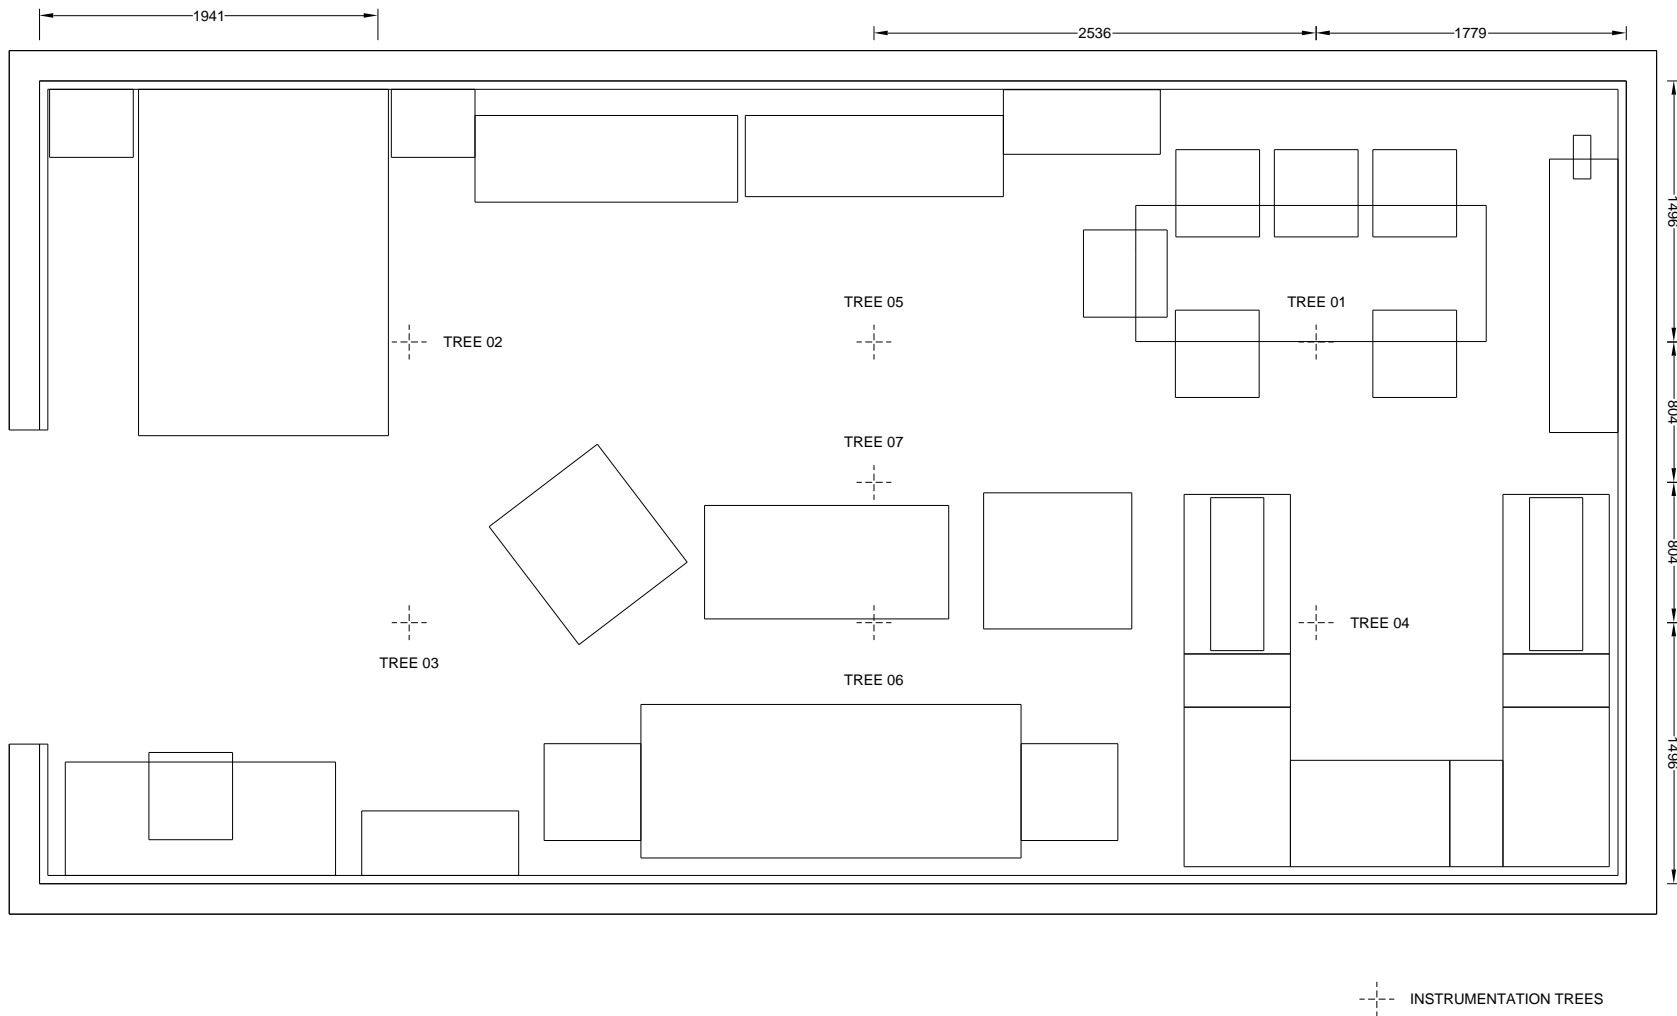 1941
2536
1779
1496
TREE 05
TREE 01
TREE 02
804
TREE 07
804
TREE 04
TREE 03
TREE 06
1496
INSTRUMENTATION TREES